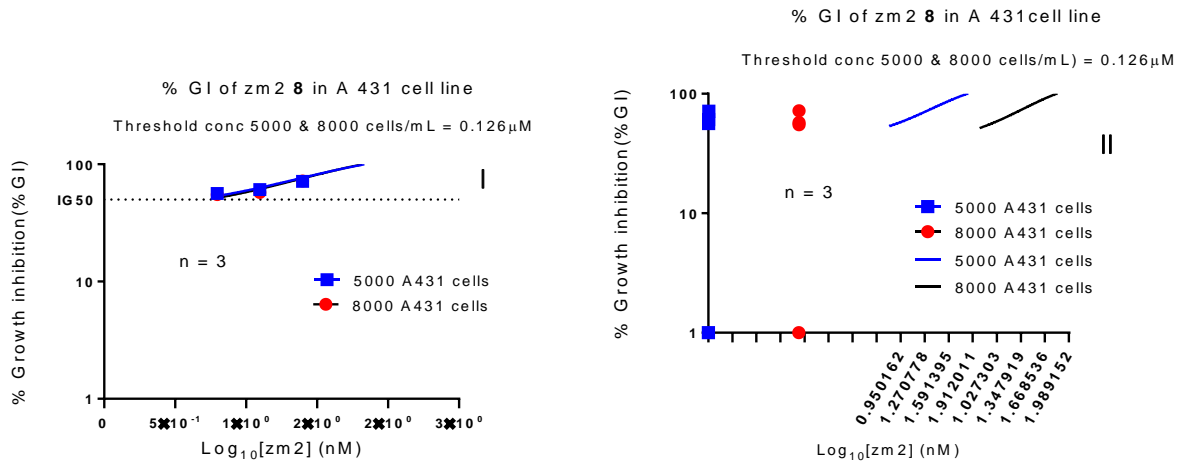 % GI of zm2 8 in A 431 cell line
Threshold conc 5000 & 8000 cells/mL = 0.126µM
% Growth inhibition(% GI)
100
IG50
10
1
I
n = 3
5000 A431 cells
8000 A431 cells
0
5✖10⁻¹
1✖10⁰
2✖10⁰
2✖10⁰
3✖10⁰
Log₁₀[zm2] (nM)
% GI of zm2 8 in A 431cell line
Threshold conc 5000 & 8000 cells/mL) = 0.126µM
% Growth inhibition(% GI)
100
10
1
II
n = 3
5000 A431 cells
8000 A431 cells
5000 A431 cells
8000 A431 cells
0.950162
1.270778
1.591395
1.912011
1.027303
1.347919
1.668536
1.989152
Log₁₀[zm2] (nM)